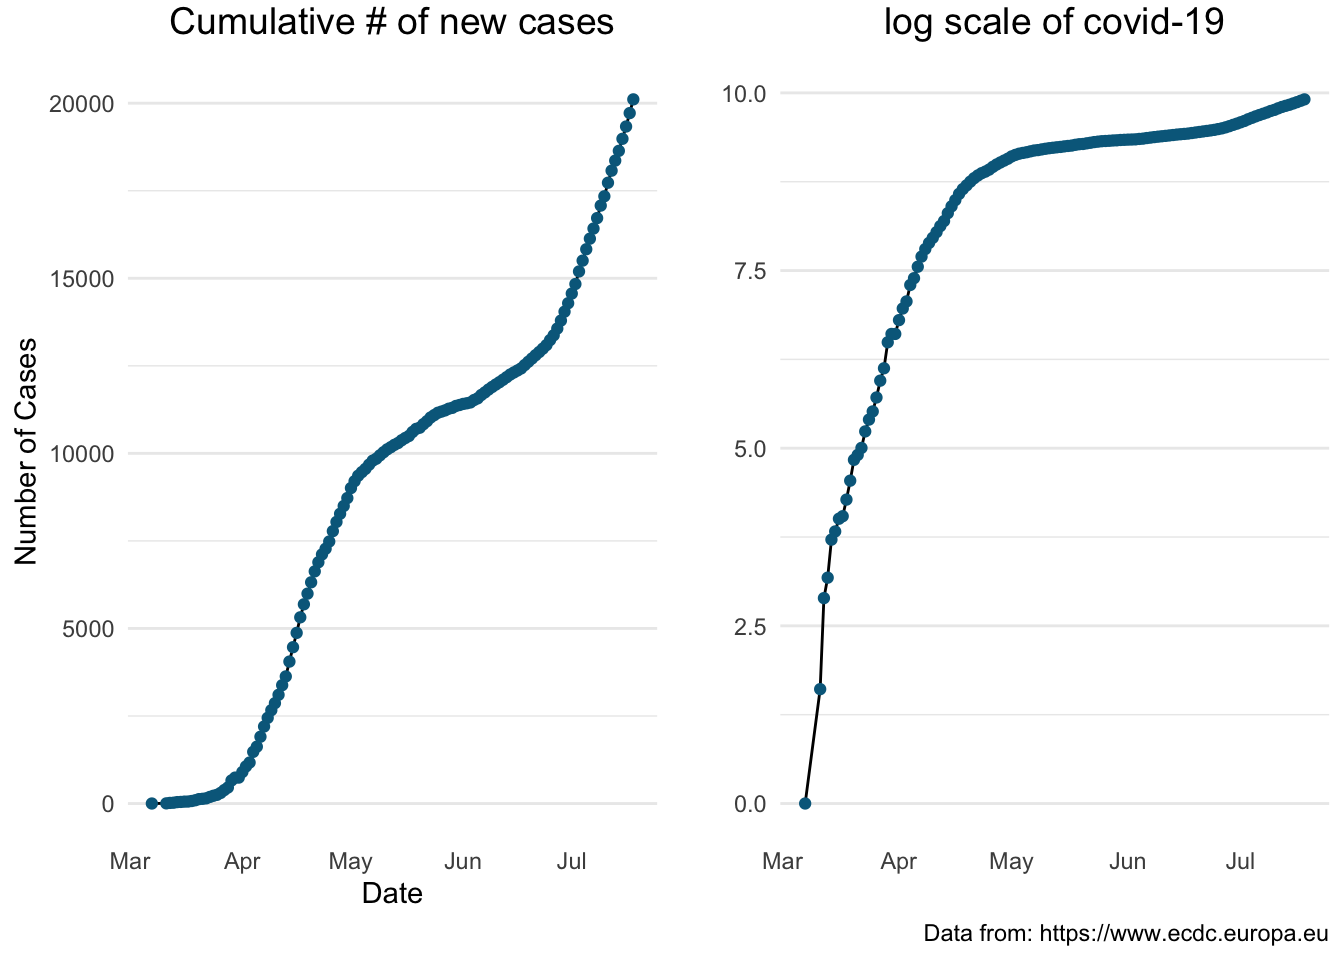 Cumulative # of new cases
log scale of covid-19
Number of Cases
20000
15000
10000
5000
0
Mar Apr May Jun Jul
Date
10.0
7.5
5.0
2.5
0.0
Mar Apr May Jun Jul
Data from: https://www.ecdc.europa.eu